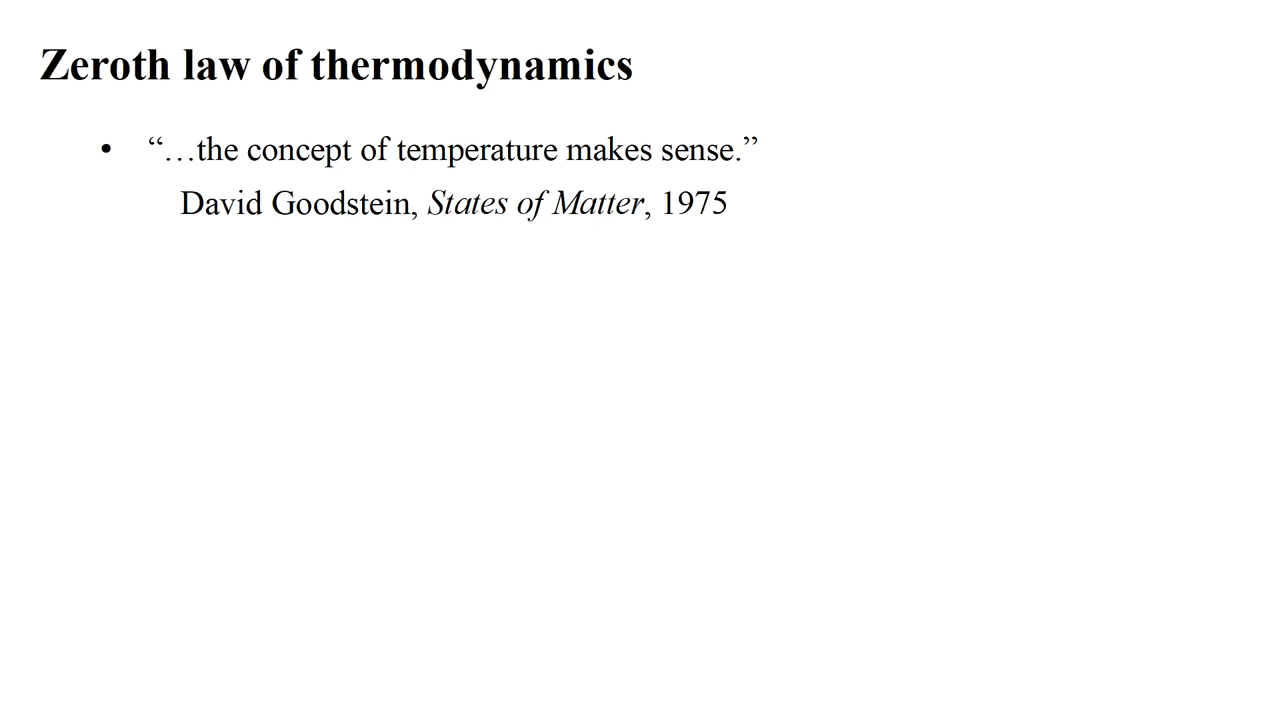 Zeroth law of thermodynamics
• “…the concept of temperature makes sense.”
David Goodstein, States of Matter, 1975